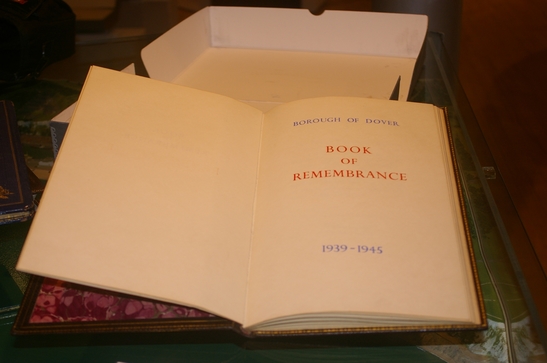 BOROUGH OF DOVER
BOOK
OF
REMEMBRANCE
1939-1945